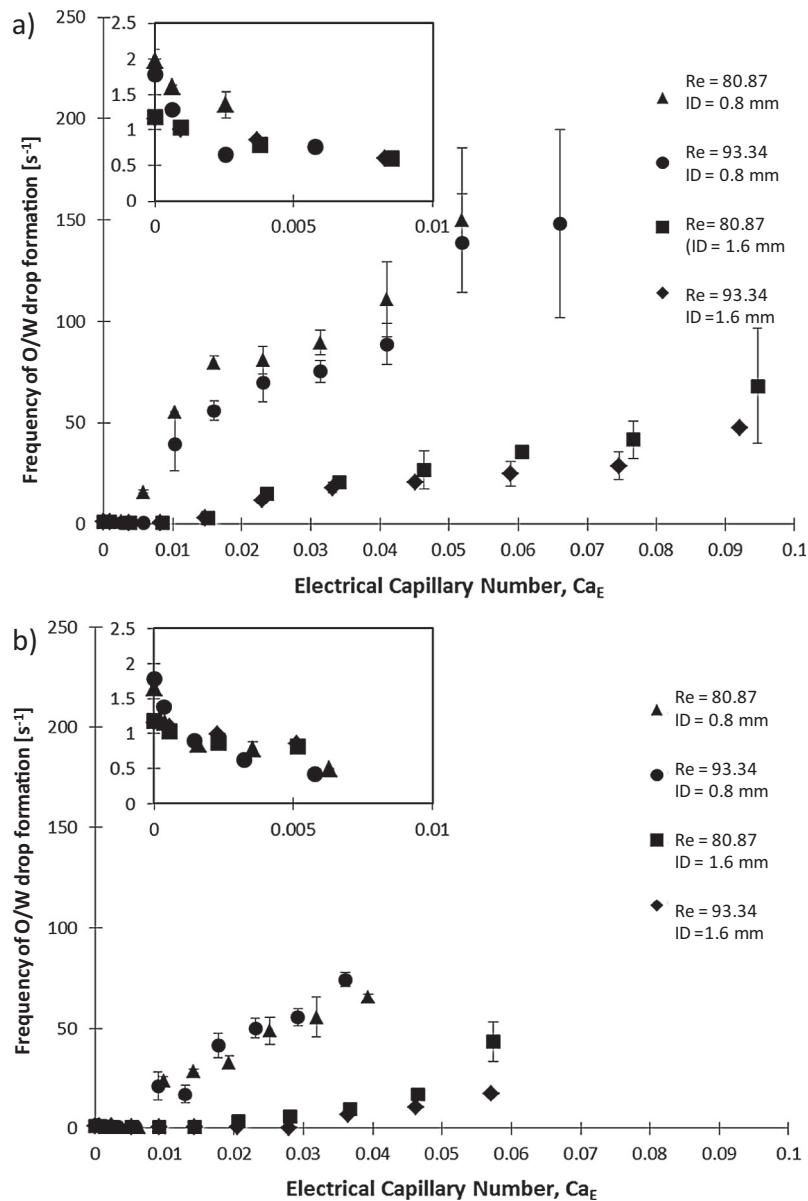 a)
250
200
150
100
50
0
Frequency of O/W drop formation [s⁻¹]
2.5
2
1.5
1
0.5
0
0 0.005 0.01
Re = 80.87
ID = 0.8 mm
Re = 93.34
ID = 0.8 mm
Re= 80.87
(ID = 1.6 mm
Re = 93.34
ID =1.6 mm
0 0.01 0.02 0.03 0.04 0.05 0.06 0.07 0.08 0.09 0.1
Electrical Capillary Number, Ca_E
b)
250
200
150
100
50
0
Frequency of O/W drop formation [s⁻¹]
2.5
2
1.5
1
0.5
0
0 0.005 0.01
Re = 80.87
ID = 0.8 mm
Re = 93.34
ID = 0.8 mm
Re = 80.87
ID = 1.6 mm
Re = 93.34
ID =1.6 mm
0 0.01 0.02 0.03 0.04 0.05 0.06 0.07 0.08 0.09 0.1
Electrical Capillary Number, Ca_E